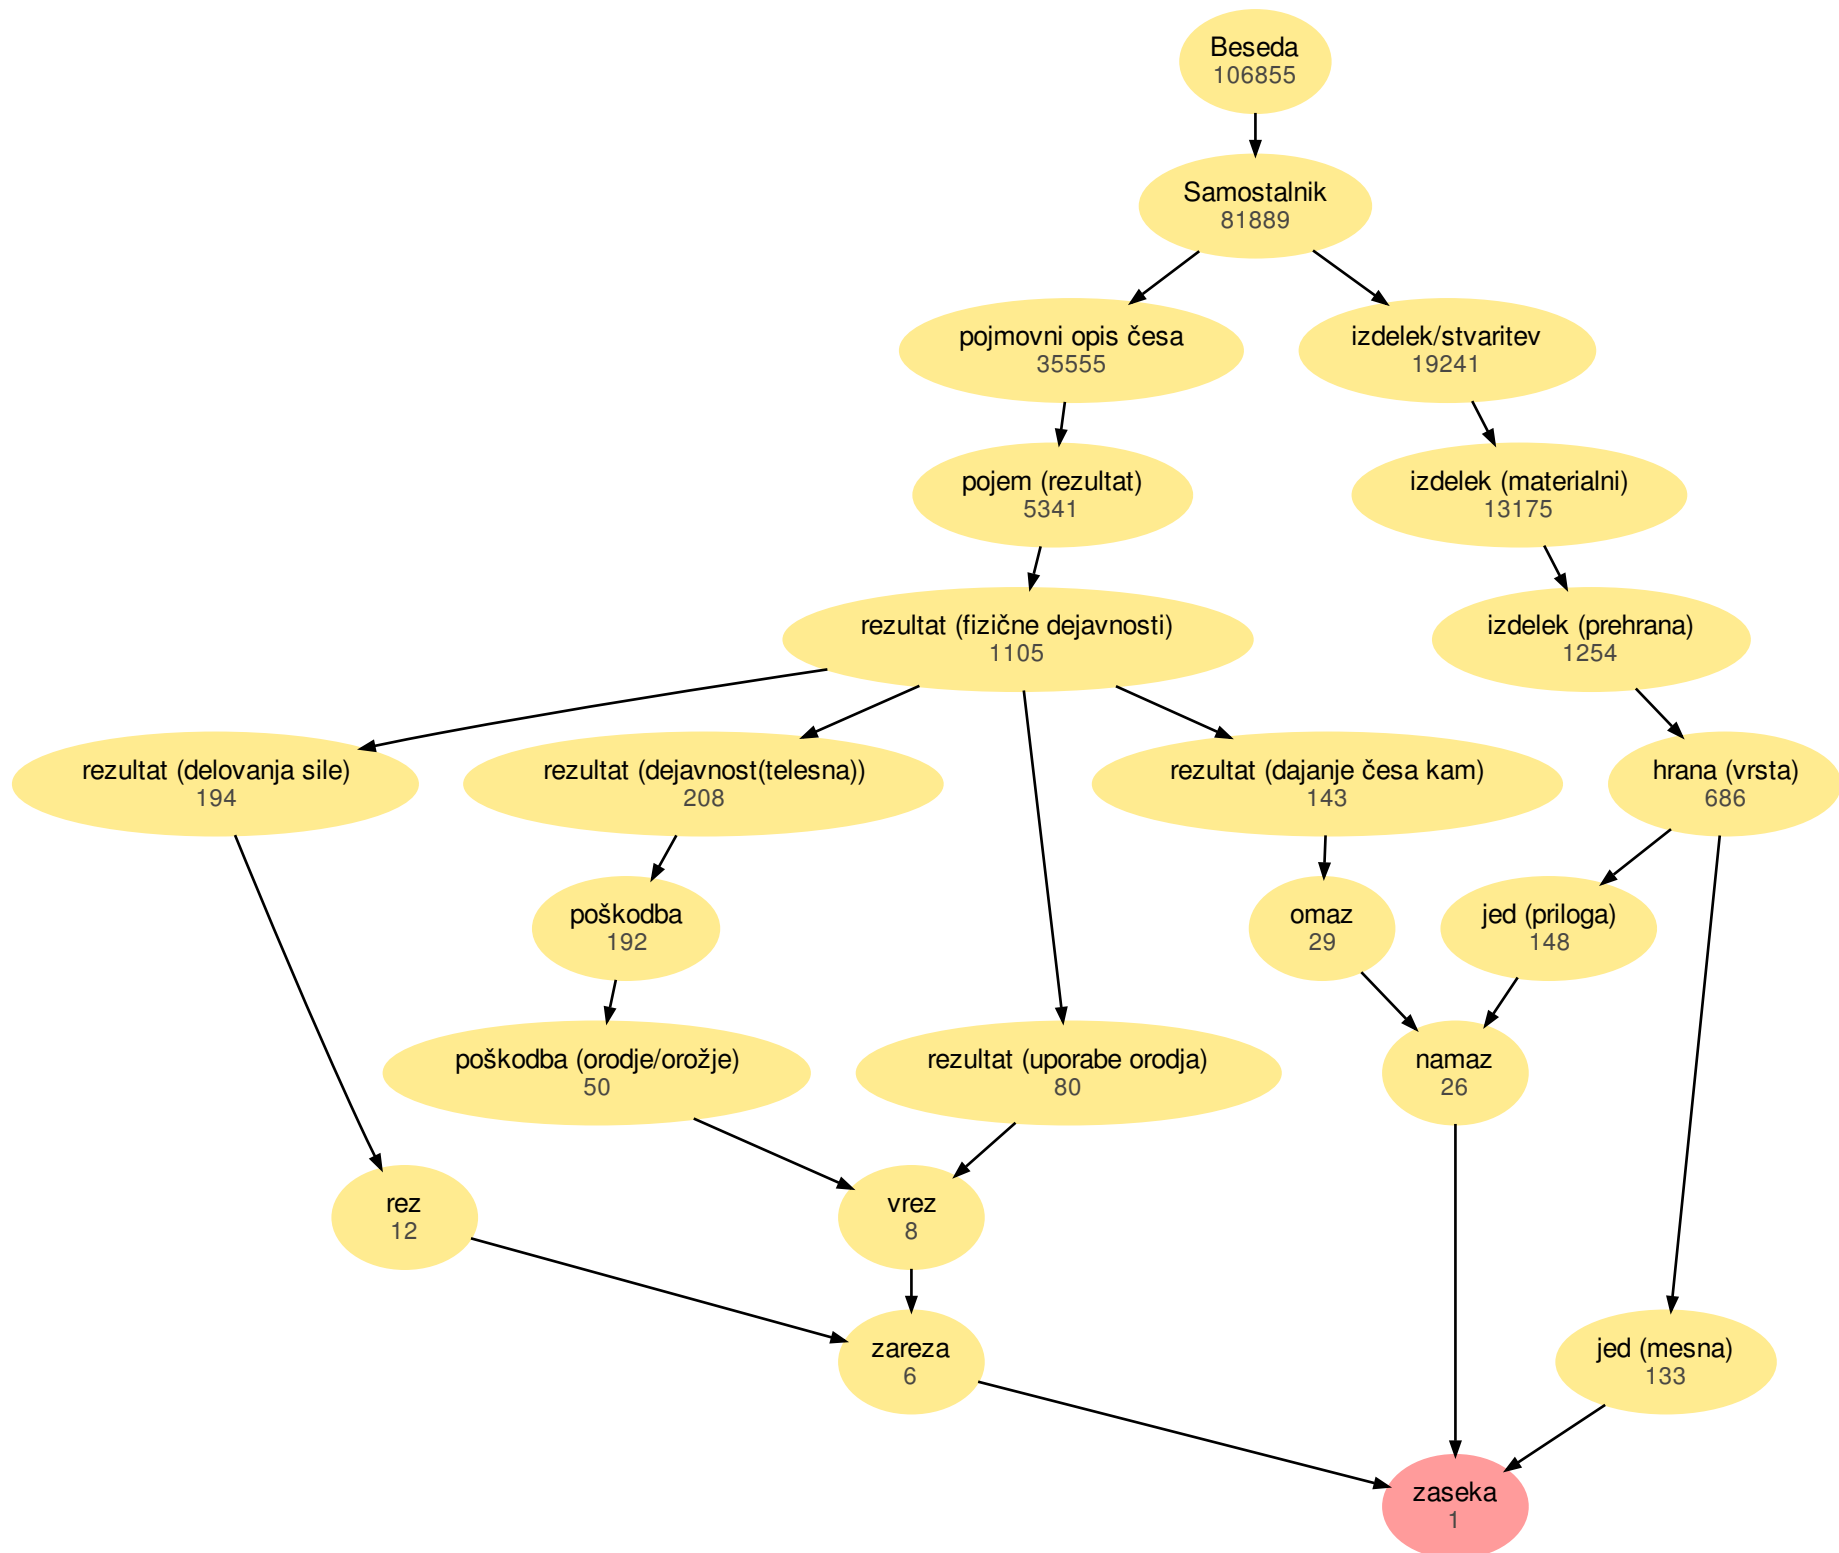 Beseda
106855
Samostalnik
81889
pojmovni opis česa
35555
izdelek/stvaritev
19241
pojem (rezultat)
5341
izdelek (materialni)
13175
rezultat (fizične dejavnosti)
1105
izdelek (prehrana)
1254
rezultat (delovanja sile)
194
rezultat (dejavnost(telesna))
208
rezultat (dajanje česa kam)
143
hrana (vrsta)
686
poškodba
192
omaz
29
jed (priloga)
148
poškodba (orodje/orožje)
50
rezultat (uporabe orodja)
80
namaz
26
rez
12
vrez
8
zareza
6
jed (mesna)
133
zaseka
1